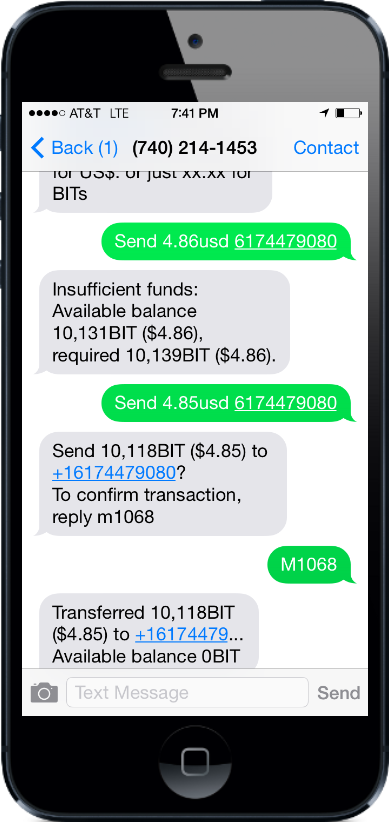 AT&T LTE 7:41 PM
Back (1) (740) 214-1453 Contact
for US$. or just xx.xx for
BITs
Send 4.86usd 6174479080
Insufficient funds:
Available balance
10,131BIT ($4.86),
required 10,139BIT ($4.86).
Send 4.85usd 6174479080
Send 10,118BIT ($4.85) to
+16174479080?
To confirm transaction,
reply m1068
M1068
Transferred 10,118BIT
($4.85) to +16174479...
Available balance 0BIT
Text Message Send